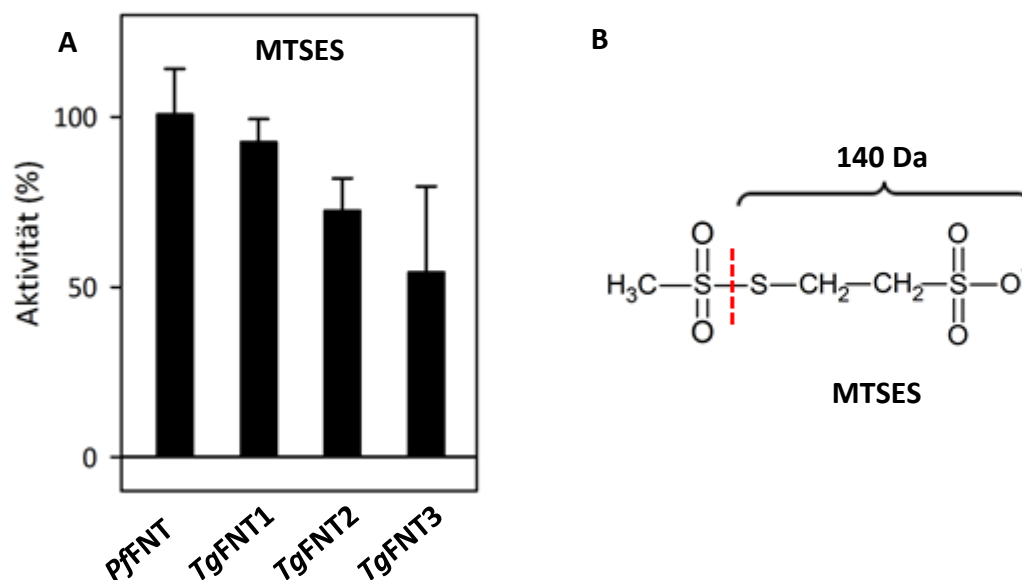 A
MTSES
Aktivität (%)
100
50
0
PfFNT
TgFNT1
TgFNT2
TgFNT3
B
140 Da
O O
H₃C—S—S—CH₂—CH₂—S—O
O O
MTSES